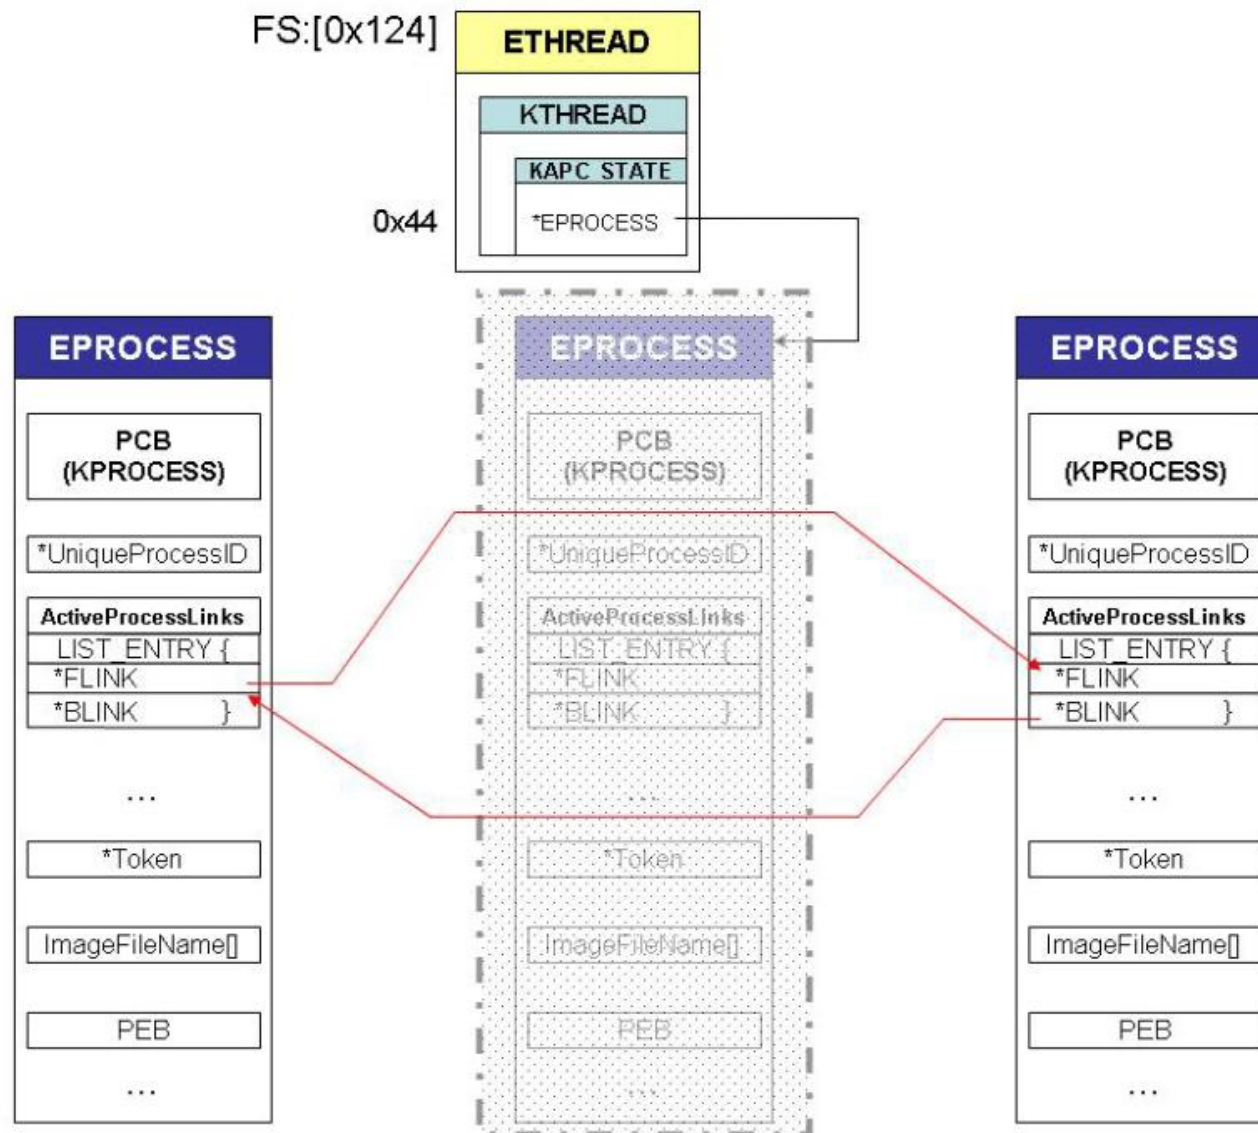 FS:[0x124]
ETHREAD
KTHREAD
KAPC STATE
0x44
*EPROCESS
EPROCESS
PCB
(KPROCESS)
*UniqueProcessID
ActiveProcessLinks
LIST_ENTRY {
*FLINK
*BLINK }
...
*Token
ImageFileName[]
PEB
...
EPROCESS
PCB
(KPROCESS)
*UniqueProcessID
ActiveProcessLinks
LIST_ENTRY {
*FLINK
*BLINK }
...
*Token
ImageFileName[]
PEB
...
EPROCESS
PCB
(KPROCESS)
*UniqueProcessID
ActiveProcessLinks
LIST_ENTRY {
*FLINK
*BLINK }
...
*Token
ImageFileName[]
PEB
...